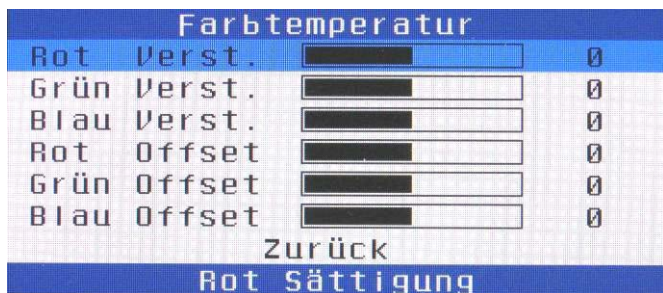 Farbtemperatur
Rot Verst. 0
Grün Verst. 0
Blau Verst. 0
Rot Offset 0
Grün Offset 0
Blau Offset 0
Zurück
Rot Sättigung